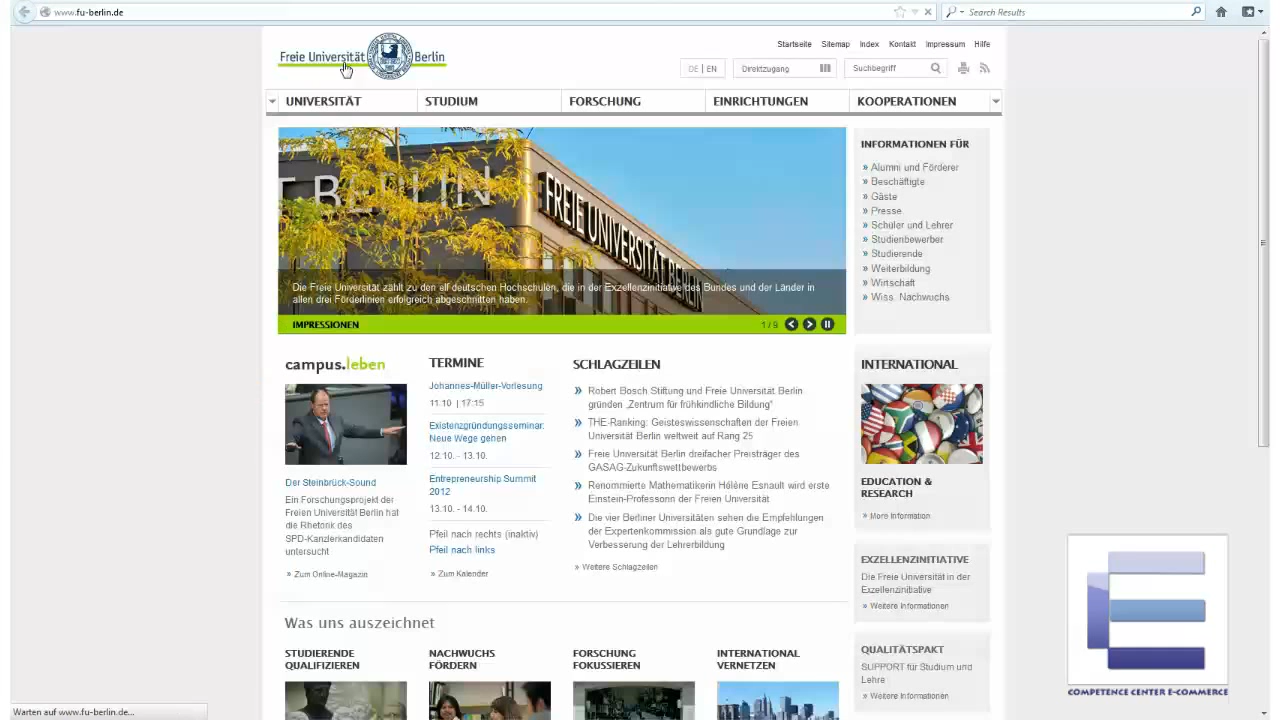 www.fu-berlin.de
Search Results
Freie Universität Berlin
Startseite Sitemap Index Kontakt Impressum Hilfe
DE | EN
Direktzugang
Suchbegriff
UNIVERSITÄT
STUDIUM
FORSCHUNG
EINRICHTUNGEN
KOOPERATIONEN
T BERLIN
FREIE UNIVERSITÄT BERLIN
Die Freie Universität zählt zu den elf deutschen Hochschulen, die in der Exzellenzinitiative des Bundes und der Länder in
allen drei Förderlinien erfolgreich abgeschnitten haben.
IMPRESSIONEN
1 / 9
INFORMATIONEN FÜR
» Alumni und Förderer
» Beschäftigte
» Gäste
» Presse
» Schüler und Lehrer
» Studienbewerber
» Studierende
» Weiterbildung
» Wirtschaft
» Wiss. Nachwuchs
campus.leben
Der Steinbrück-Sound
Ein Forschungsprojekt der
Freien Universität Berlin hat
die Rhetorik des
SPD-Kanzlerkandidaten
untersucht
» Zum Online-Magazin
TERMINE
Johannes-Müller-Vorlesung
11.10 | 17:15
Existenzgründungsseminar:
Neue Wege gehen
12.10. - 13.10.
Entrepreneurship Summit
2012
13.10. - 14.10.
Pfeil nach rechts (inaktiv)
Pfeil nach links
» Zum Kalender
SCHLAGZEILEN
» Robert Bosch Stiftung und Freie Universität Berlin
gründen „Zentrum für frühkindliche Bildung"
» THE-Ranking: Geisteswissenschaften der Freien
Universität Berlin weltweit auf Rang 25
» Freie Universität Berlin dreifacher Preisträger des
GASAG-Zukunftswettbewerbs
» Renommierte Mathematikerin Hélène Esnault wird erste
Einstein-Professorin der Freien Universität
» Die vier Berliner Universitäten sehen die Empfehlungen
der Expertenkommission als gute Grundlage zur
Verbesserung der Lehrerbildung
» Weitere Schlagzeilen
INTERNATIONAL
EDUCATION &
RESEARCH
» More Information
EXZELLENZINITIATIVE
Die Freie Universität in der
Exzellenzinitiative
» Weitere Informationen
QUALITÄTSPAKT
SUPPORT für Studium und
Lehre
» Weitere Informationen
Was uns auszeichnet
STUDIERENDE
QUALIFIZIEREN
NACHWUCHS
FÖRDERN
FORSCHUNG
FOKUSSIEREN
INTERNATIONAL
VERNETZEN
E
COMPETENCE CENTER E-COMMERCE
Warten auf www.fu-berlin.de...